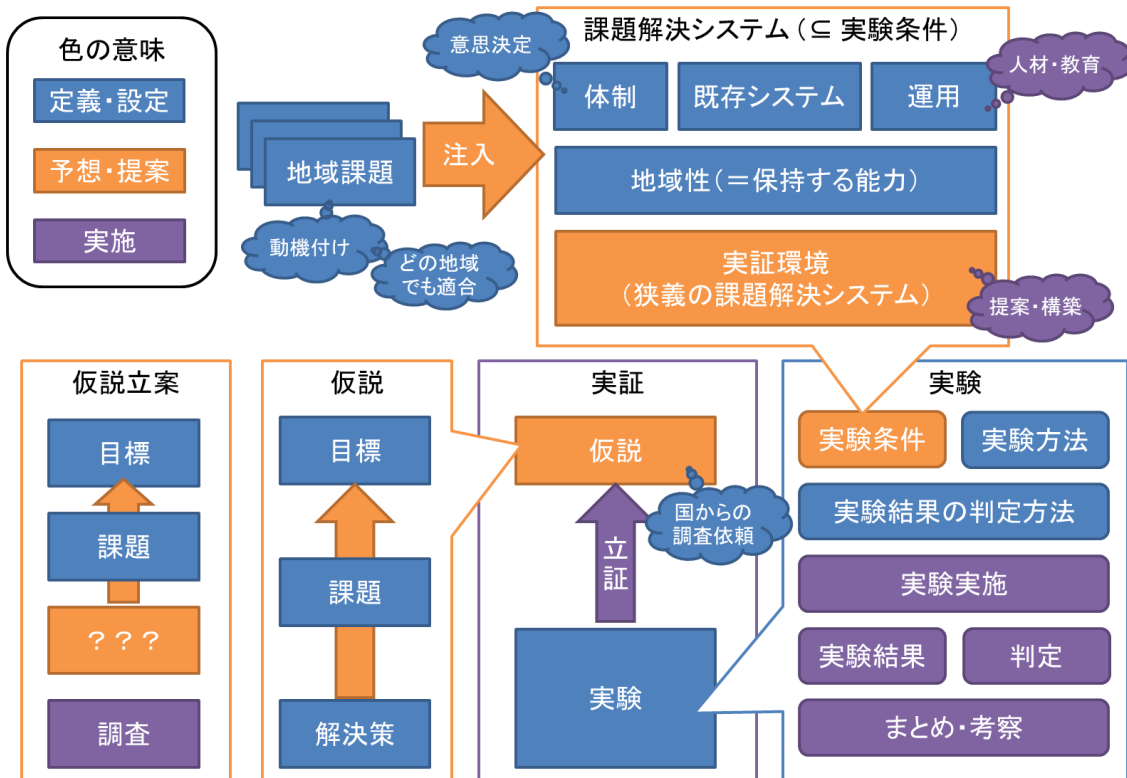 色の意味
定義・設定
予想・提案
実施
地域課題
動機付け
どの地域
でも適合
注入
課題解決システム(⊆ 実験条件)
意思決定
体制
既存システム
運用
人材・教育
地域性(=保持する能力)
実証環境
(狭義の課題解決システム)
提案・構築
仮説立案
目標
課題
???
調査
仮説
目標
課題
解決策
実証
仮説
国からの
調査依頼
立証
実験
実験
実験条件
実験方法
実験結果の判定方法
実験実施
実験結果
判定
まとめ・考察